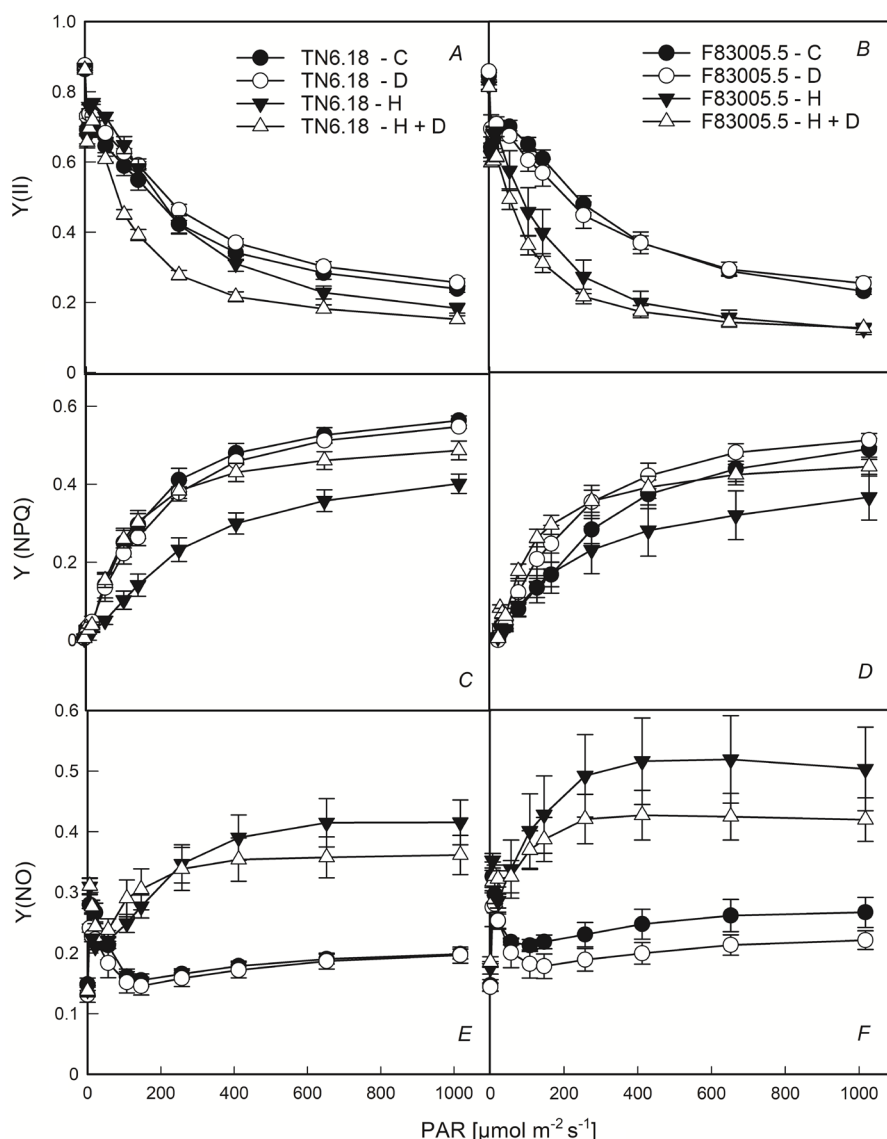 1.0
0.8
0.6
0.4
0.2
0
Y(II)
A
TN6.18 - C
TN6.18 - D
TN6.18 - H
TN6.18 - H + D
B
F83005.5 - C
F83005.5 - D
F83005.5 - H
F83005.5 - H + D
0.6
0.4
0.2
0
Y (NPQ)
C
D
0.6
0.5
0.4
0.3
0.2
0.1
0
Y(NO)
E
F
0 200 400 600 800 1000
0 200 400 600 800 1000
PAR [µmol m-2 s-1]